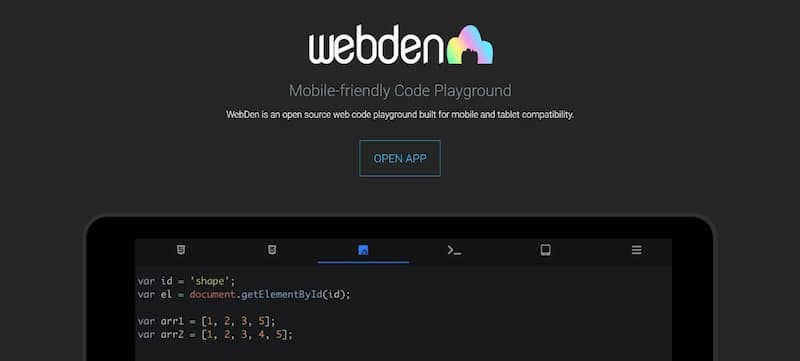 webden
Mobile-friendly Code Playground
WebDen is an open source web code playground built for mobile and tablet compatibility.
OPEN APP
var id = 'shape';
var el = document.getElementById(id);
var arr1 = [1, 2, 3, 5];
var arr2 = [1, 2, 3, 4, 5];